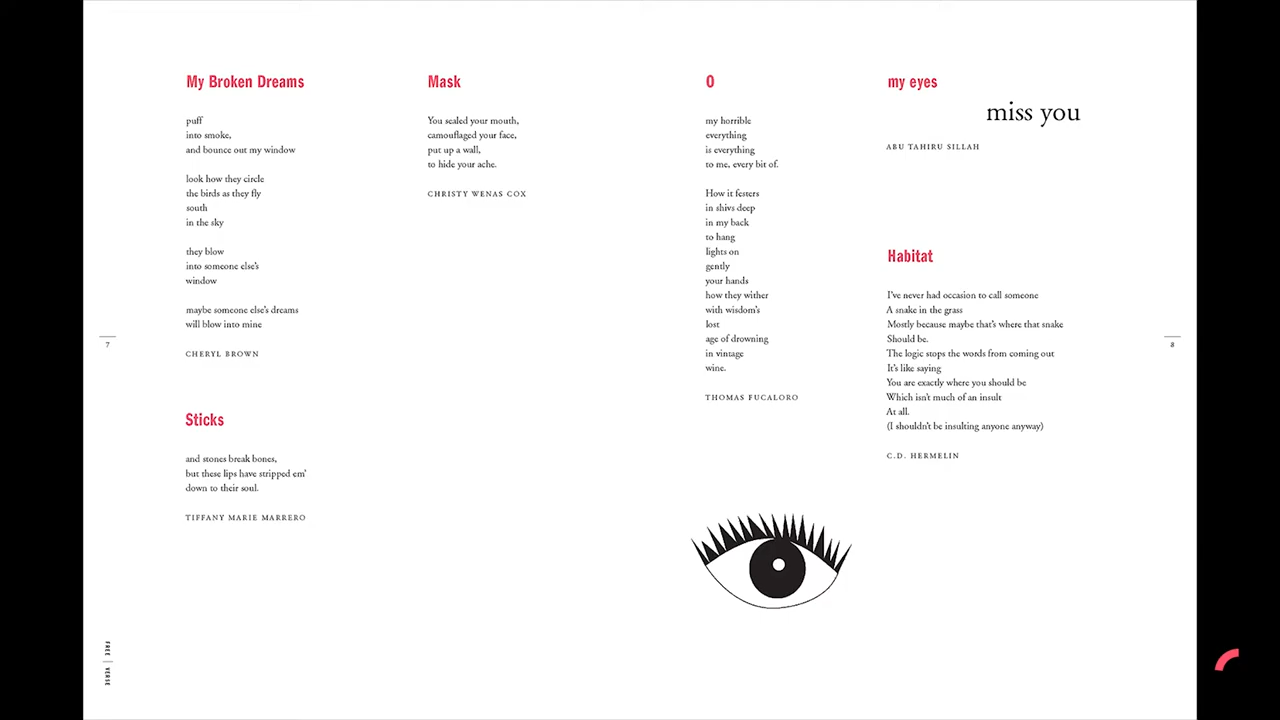 My Broken Dreams
puff
into smoke,
and bounce out my window
look how they circle
the birds as they fly
south
in the sky
they blow
into someone else's
window
maybe someone else's dreams
will blow into mine
CHERYL BROWN
Sticks
and stones break bones,
but these lips have stripped em'
down to their soul.
TIFFANY MARIE MARRERO
Mask
You sealed your mouth,
camouflaged your face,
put up a wall,
to hide your ache.
CHRISTY WENAS COX
7
FREE | VERSE
O
my horrible
everything
is everything
to me, every bit of.
How it festers
in shivs deep
in my back
to hang
lights on
gently
your hands
how they wither
with wisdom's
lost
age of drowning
in vintage
wine.
THOMAS FUCALORO
my eyes
miss you
ABU TAHIRU SILLAH
Habitat
I've never had occasion to call someone
A snake in the grass
Mostly because maybe that's where that snake
Should be.
The logic stops the words from coming out
It's like saying
You are exactly where you should be
Which isn't much of an insult
At all.
(I shouldn't be insulting anyone anyway)
C.D. HERMELIN
8